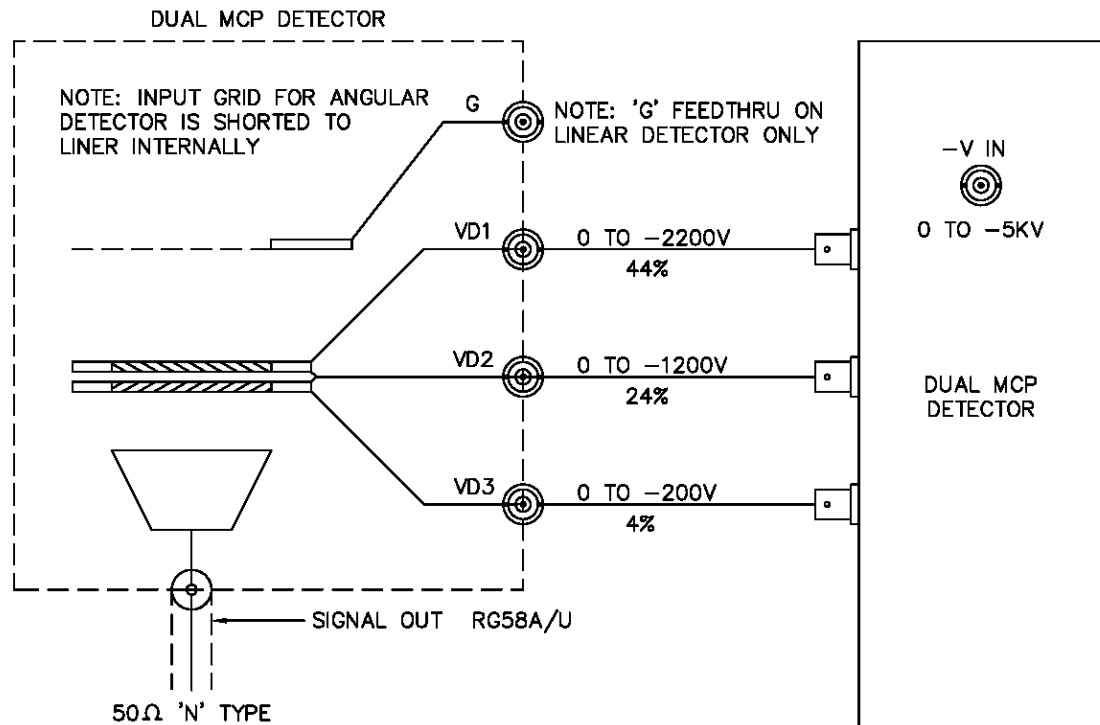 DUAL MCP DETECTOR
NOTE: INPUT GRID FOR ANGULAR
DETECTOR IS SHORTED TO
LINER INTERNALLY
G
NOTE: 'G' FEEDTHRU ON
LINEAR DETECTOR ONLY
-V IN
0 TO -5KV
VD1
0 TO -2200V
44%
VD2
0 TO -1200V
24%
DUAL MCP
DETECTOR
VD3
0 TO -200V
4%
SIGNAL OUT RG58A/U
50Ω 'N' TYPE